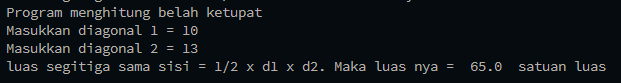 Program menghitung belah ketupat
Masukkan diagonal 1 = 10
Masukkan diagonal 2 = 13
luas segitiga sama sisi = 1/2 x d1 x d2. Maka luas nya =  65.0  satuan luas